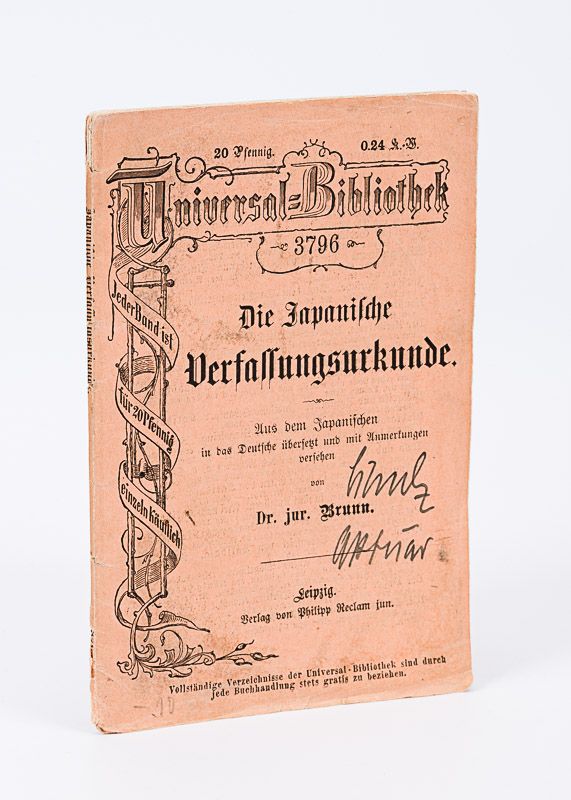 20 Pfennig. 0.24 K.-W.
Universal-Bibliothek
3796
Jeder Band ist
für 20 Pfennig
einzeln käuflich
Die Japanische
Verfassungsurkunde.
Aus dem Japanischen
in das Deutsche übersetzt und mit Anmerkungen
versehen
von
Dr. jur. Brunn.
Aktuar
Leipzig.
Verlag von Philipp Reclam jun.
Vollständige Verzeichnisse der Universal-Bibliothek sind durch
jede Buchhandlung stets gratis zu beziehen.